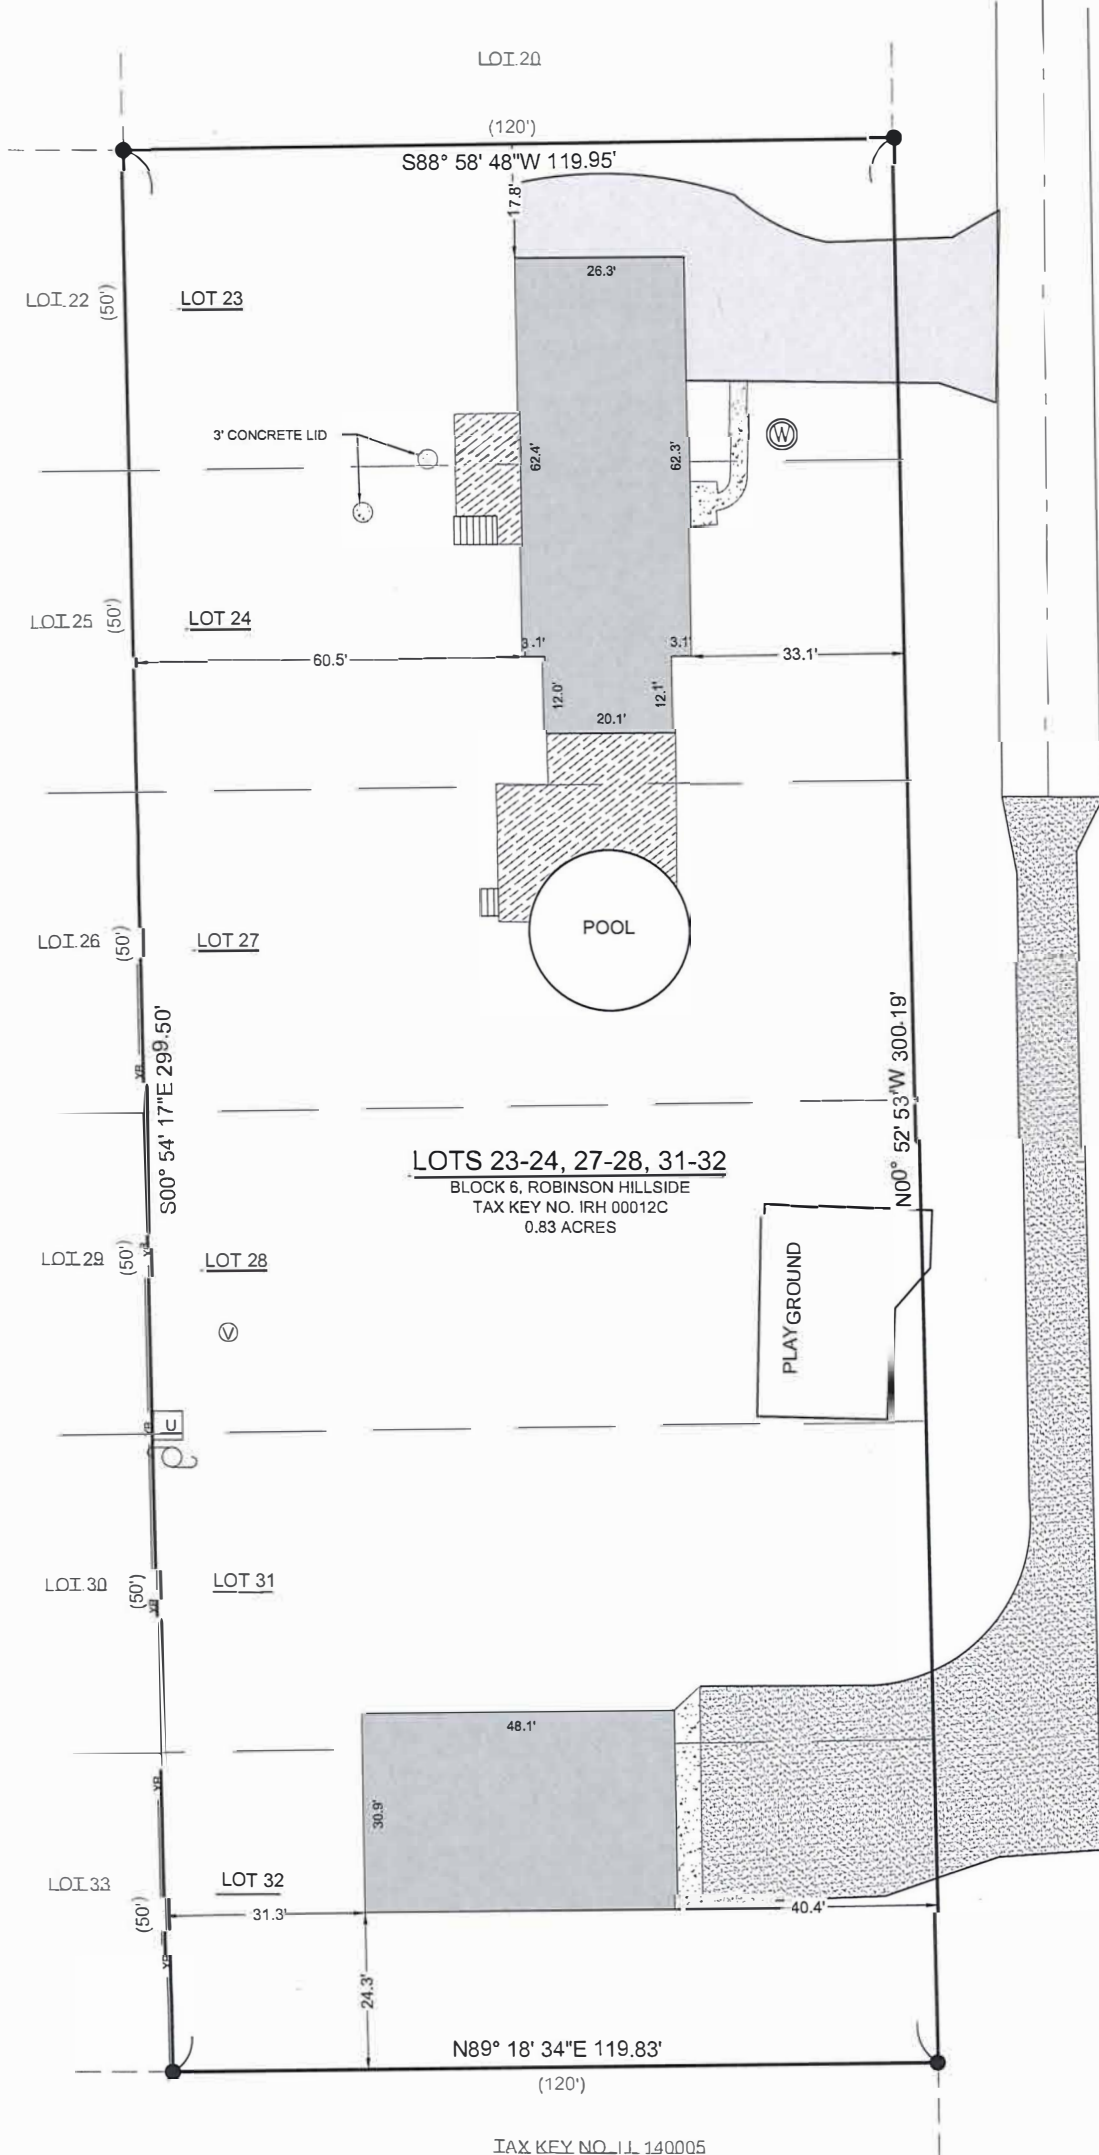 LOT 20
(120')
S88° 58' 48"W 119.95'
17.8'
26.3'
LOT 22
(50')
LOT 23
3' CONCRETE LID
62.4'
62.3'
W
LOT 25
(50')
LOT 24
3.1'
3.1'
60.5'
33.1'
12.0'
12.1'
20.1'
POOL
LOT 26
(50')
LOT 27
S00° 54' 17"E 299.50'
N00° 52' 53"W 300.19'
LOTS 23-24, 27-28, 31-32
BLOCK 6, ROBINSON HILLSIDE
TAX KEY NO. IRH 00012C
0.83 ACRES
PLAYGROUND
LOT 29
(50')
LOT 28
V
U
LOT 30
(50')
LOT 31
48.1'
30.9'
LOT 33
(50')
LOT 32
31.3'
40.4'
24.3'
N89° 18' 34"E 119.83'
(120')
TAX KEY NO. IL 140005